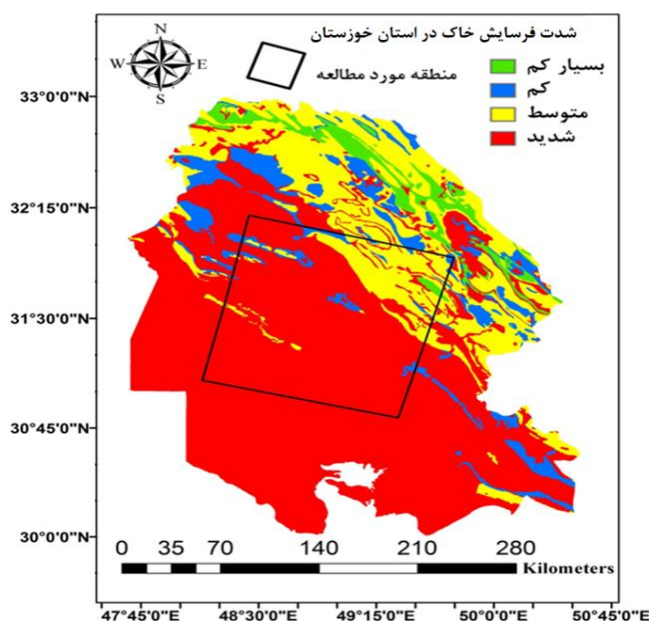 شدت فرسایش خاک در استان خوزستان
N
W E
S
منطقه مورد مطالعه
بسیار کم
کم
متوسط
شدید
33°0'0"N
32°15'0"N
31°30'0"N
30°45'0"N
30°0'0"N
0 35 70 140 210 280
Kilometers
47°45'0"E 48°30'0"E 49°15'0"E 50°0'0"E 50°45'0"E